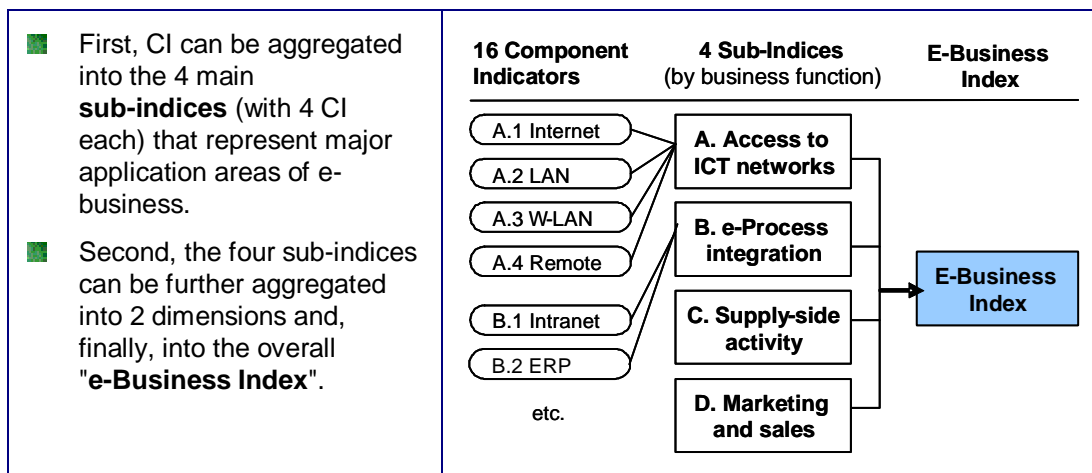 First, CI can be aggregated
into the 4 main
sub-indices (with 4 CI
each) that represent major
application areas of e-
business.
Second, the four sub-indices
can be further aggregated
into 2 dimensions and,
finally, into the overall
"e-Business Index".
16 Component
Indicators
4 Sub-Indices
(by business function)
E-Business
Index
A.1 Internet
A.2 LAN
A.3 W-LAN
A.4 Remote
B.1 Intranet
B.2 ERP
etc.
A. Access to
ICT networks
B. e-Process
integration
C. Supply-side
activity
D. Marketing
and sales
E-Business
Index